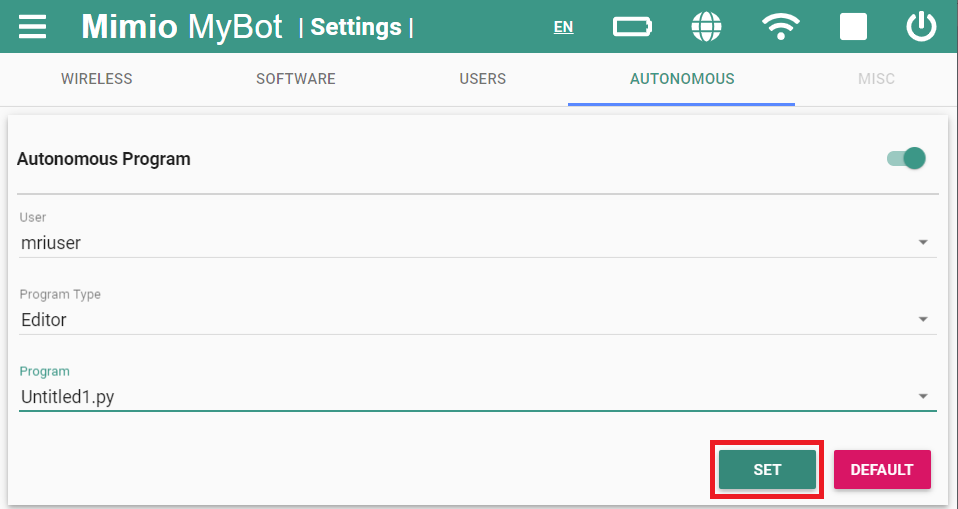 Mimio MyBot | Settings | EN
WIRELESS SOFTWARE USERS AUTONOMOUS MISC
Autonomous Program
User
mriuser
Program Type
Editor
Program
Untitled1.py
SET DEFAULT